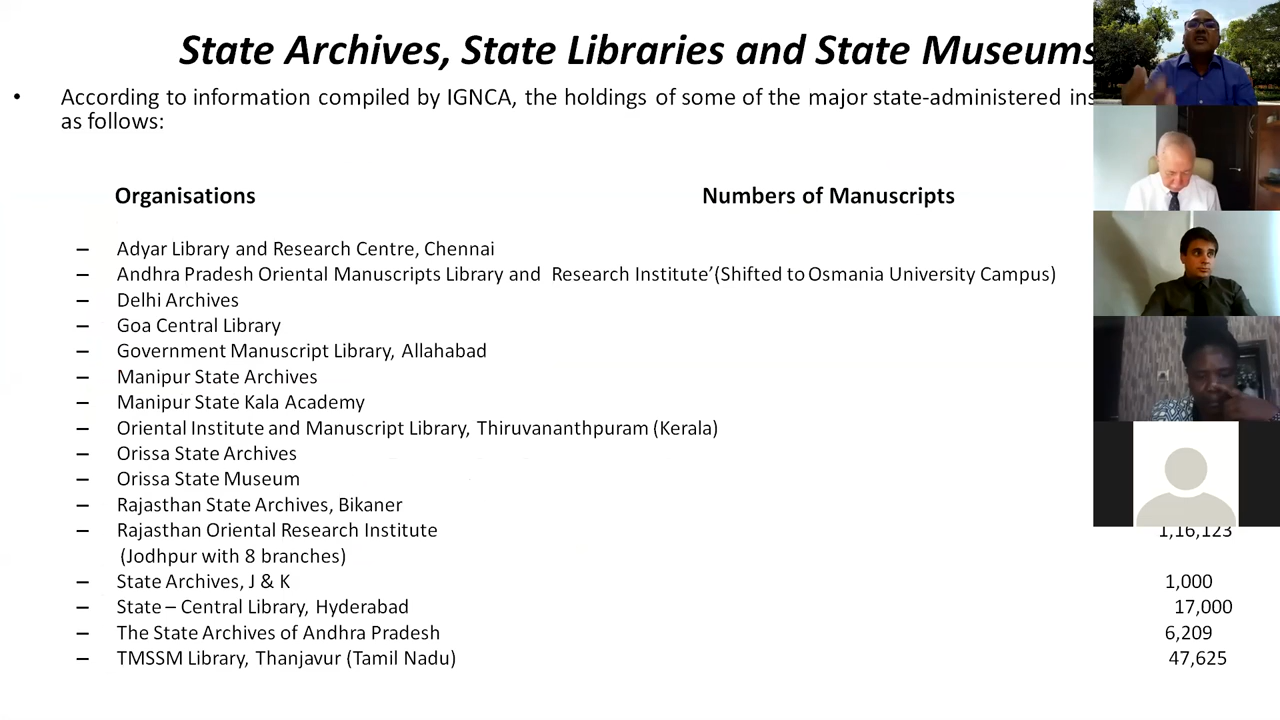 State Archives, State Libraries and State Museums
• According to information compiled by IGNCA, the holdings of some of the major state-administered
as follows:
Organisations Numbers of Manuscripts
– Adyar Library and Research Centre, Chennai
– Andhra Pradesh Oriental Manuscripts Library and Research Institute’(Shifted to Osmania University Campus)
– Delhi Archives
– Goa Central Library
– Government Manuscript Library, Allahabad
– Manipur State Archives
– Manipur State Kala Academy
– Oriental Institute and Manuscript Library, Thiruvananthpuram (Kerala)
– Orissa State Archives
– Orissa State Museum
– Rajasthan State Archives, Bikaner
– Rajasthan Oriental Research Institute 1,16,123
(Jodhpur with 8 branches)
– State Archives, J & K 1,000
– State – Central Library, Hyderabad 17,000
– The State Archives of Andhra Pradesh 6,209
– TMSSM Library, Thanjavur (Tamil Nadu) 47,625